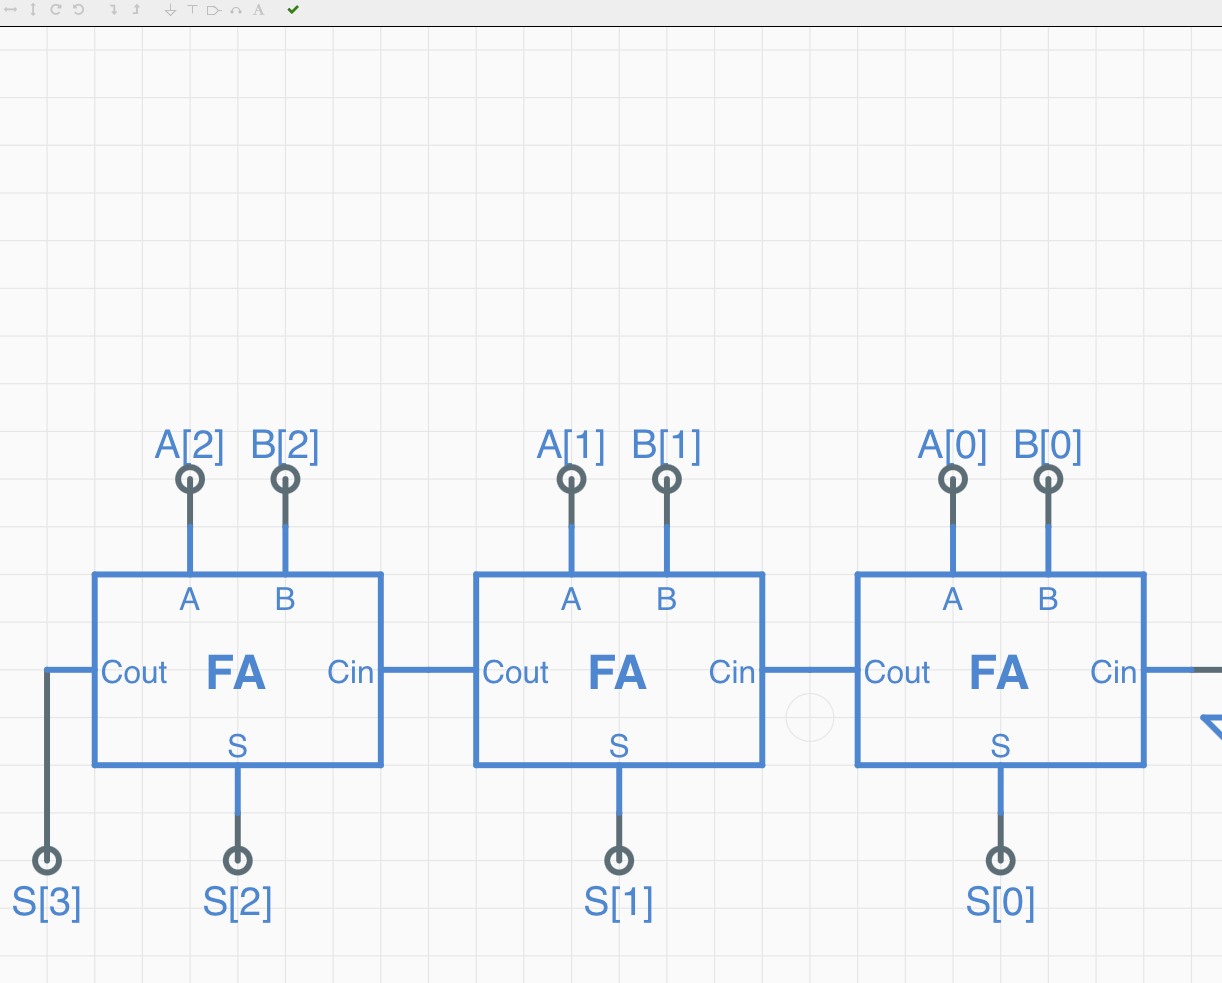 A[2] B[2] A[1] B[1] A[0] B[0]
A B A B A B
Cout FA Cin Cout FA Cin Cout FA Cin
S S S
S[3] S[2] S[1] S[0]